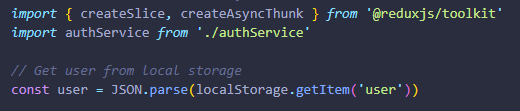 import { createSlice, createAsyncThunk } from '@reduxjs/toolkit'
import authService from './authService'
// Get user from local storage
const user = JSON.parse(localStorage.getItem('user'))